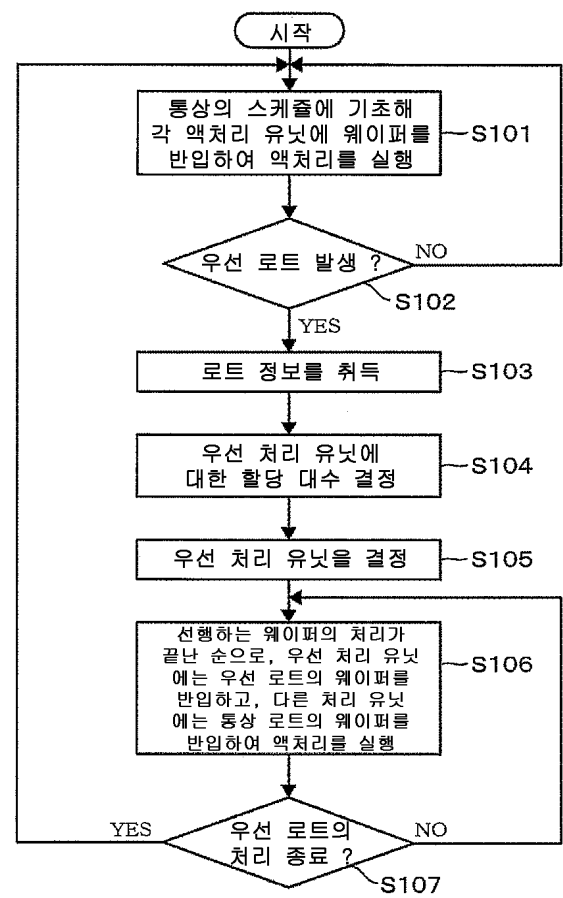 시작
통상의 스케쥴에 기초해
각 액처리 유닛에 웨이퍼를
반입하여 액처리를 실행
S101
우선 로트 발생 ?
NO
S102
YES
로트 정보를 취득
S103
우선 처리 유닛에
대한 할당 대수 결정
S104
우선 처리 유닛을 결정
S105
선행하는 웨이퍼의 처리가
끝난 순으로, 우선 처리 유닛
에는 우선 로트의 웨이퍼를
반입하고, 다른 처리 유닛
에는 통상 로트의 웨이퍼를
반입하여 액처리를 실행
S106
YES
우선 로트의
처리 종료 ?
NO
S107